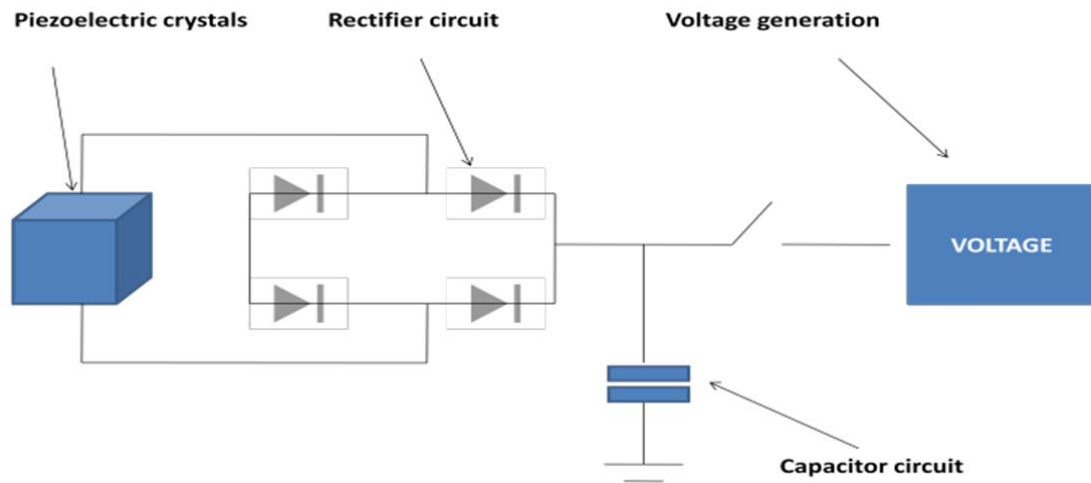 Piezoelectric crystals
Rectifier circuit
Voltage generation
VOLTAGE
Capacitor circuit